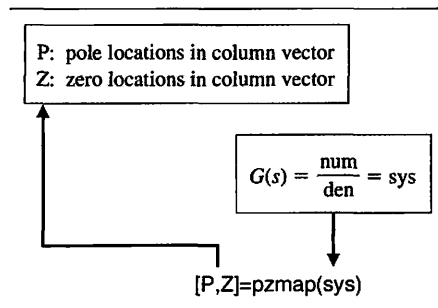 P: pole locations in column vector
Z: zero locations in column vector
G(s) = num/den = sys
[P,Z]=pzmap(sys)